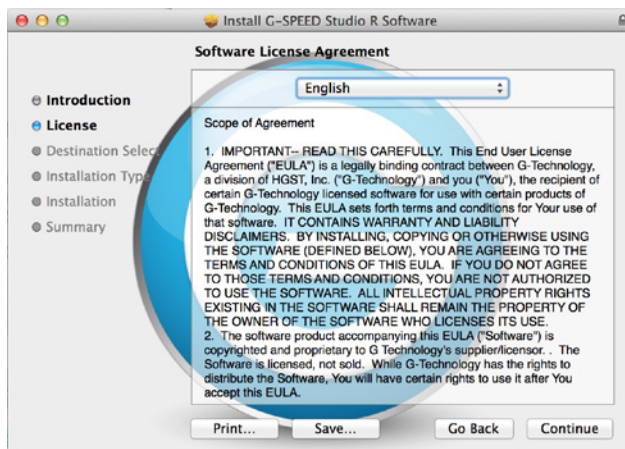 Install G-SPEED Studio R Software
Software License Agreement
English
Introduction
License
Destination Select
Installation Type
Installation
Summary
Scope of Agreement
1. IMPORTANT-- READ THIS CAREFULLY. This End User License
Agreement ("EULA") is a legally binding contract between G-Technology,
a division of HGST, Inc. ("G-Technology") and you ("You"), the recipient of
certain G-Technology licensed software for use with certain products of
G-Technology. This EULA sets forth terms and conditions for Your use of
that software. IT CONTAINS WARRANTY AND LIABILITY
DISCLAIMERS. BY INSTALLING, COPYING OR OTHERWISE USING
THE SOFTWARE (DEFINED BELOW), YOU ARE AGREEING TO THE
TERMS AND CONDITIONS OF THIS EULA. IF YOU DO NOT AGREE
TO THOSE TERMS AND CONDITIONS, YOU ARE NOT AUTHORIZED
TO USE THE SOFTWARE. ALL INTELLECTUAL PROPERTY RIGHTS
EXISTING IN THE SOFTWARE SHALL REMAIN THE PROPERTY OF
THE OWNER OF THE SOFTWARE WHO LICENSES ITS USE.
2. The software product accompanying this EULA ("Software") is
copyrighted and proprietary to G Technology's supplier/licensor. . The
Software is licensed, not sold. While G-Technology has the rights to
distribute the Software, You will have certain rights to use it after You
accept this EULA.
Print...
Save...
Go Back
Continue